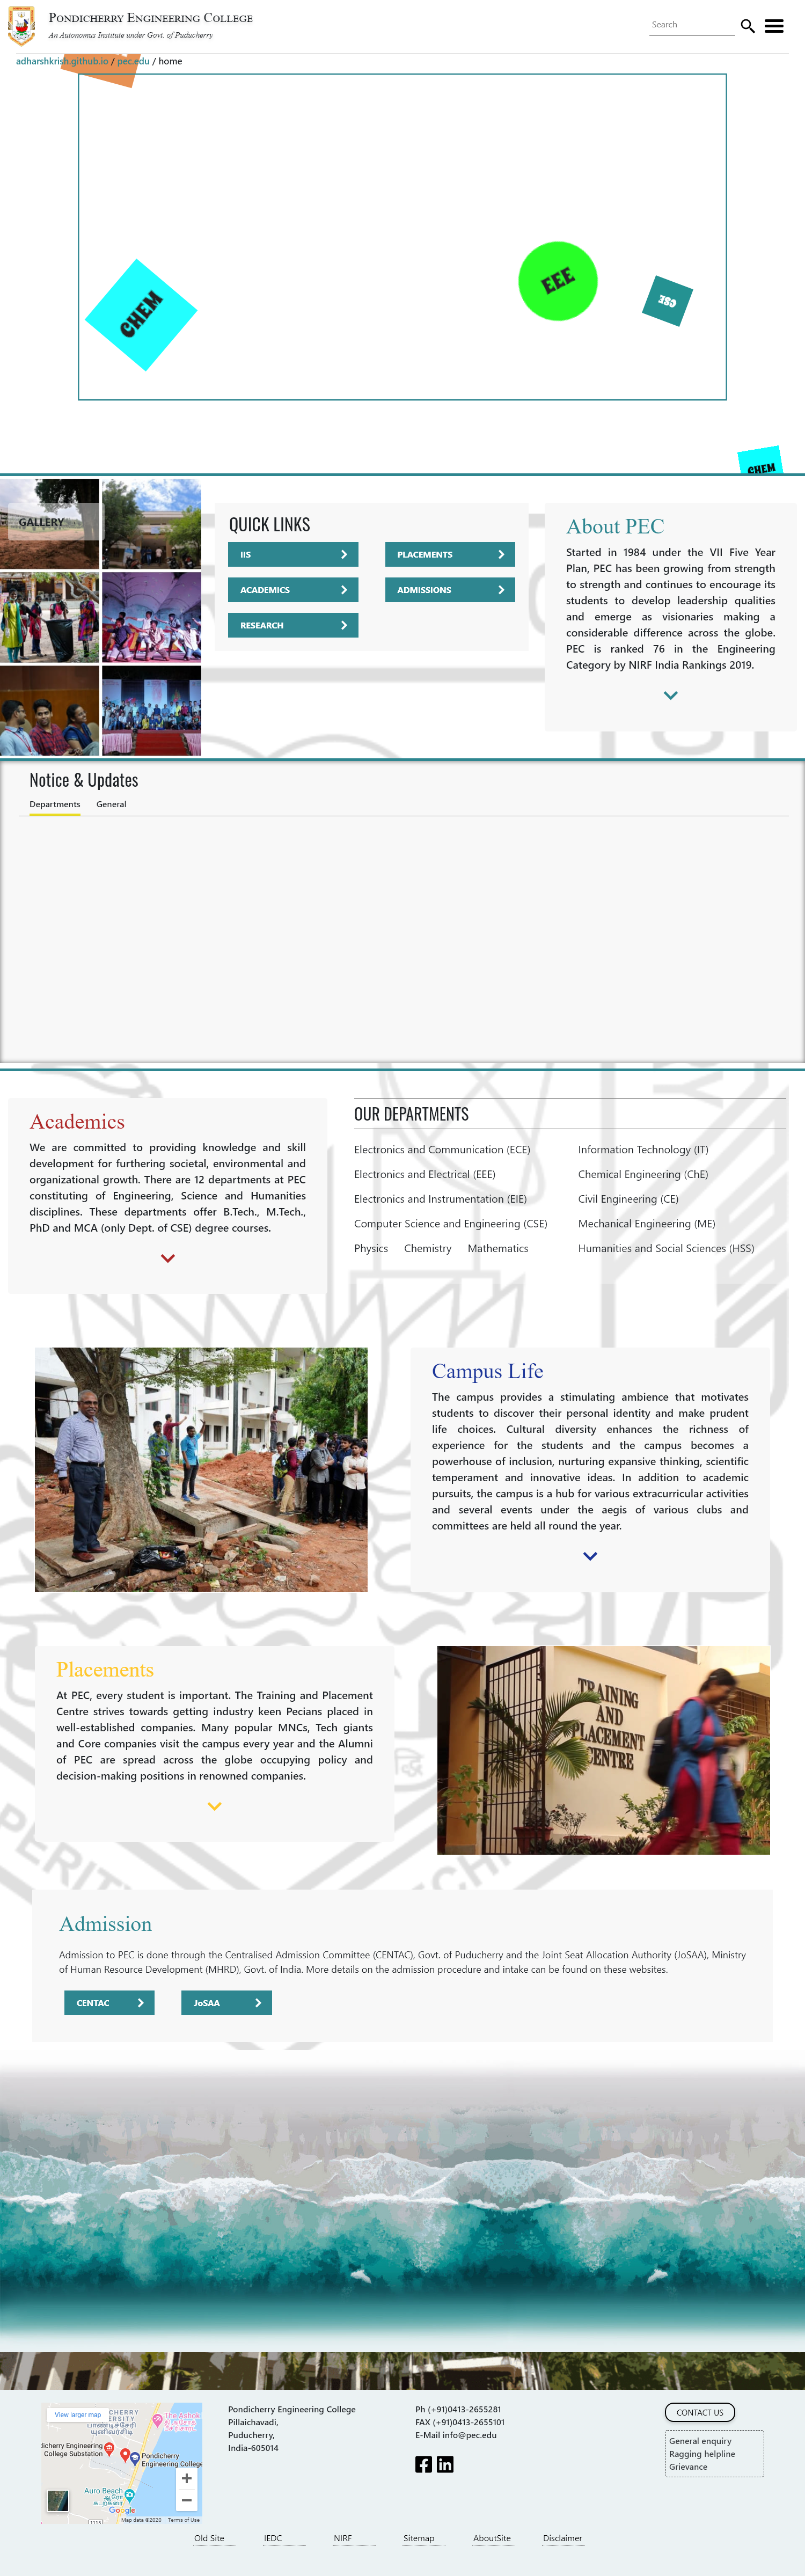 Pondicherry Engineering College
An Autonomus Institute under Govt. of Puducherry
Search
adharshkrish.github.io / pec.edu / home
CHEM
EEE
CSE
CHEM
GALLERY
QUICK LINKS
IIS
PLACEMENTS
ACADEMICS
ADMISSIONS
RESEARCH
About PEC
Started in 1984 under the VII Five Year
Plan, PEC has been growing from strength
to strength and continues to encourage its
students to develop leadership qualities
and emerge as visionaries making a
considerable difference across the globe.
PEC is ranked 76 in the Engineering
Category by NIRF India Rankings 2019.
Notice & Updates
Departments General
Academics
We are committed to providing knowledge and skill
development for furthering societal, environmental and
organizational growth. There are 12 departments at PEC
constituting of Engineering, Science and Humanities
disciplines. These departments offer B.Tech., M.Tech.,
PhD and MCA (only Dept. of CSE) degree courses.
OUR DEPARTMENTS
Electronics and Communication (ECE)
Information Technology (IT)
Electronics and Electrical (EEE)
Chemical Engineering (ChE)
Electronics and Instrumentation (EIE)
Civil Engineering (CE)
Computer Science and Engineering (CSE)
Mechanical Engineering (ME)
Physics Chemistry Mathematics
Humanities and Social Sciences (HSS)
Campus Life
The campus provides a stimulating ambience that motivates
students to discover their personal identity and make prudent
life choices. Cultural diversity enhances the richness of
experience for the students and the campus becomes a
powerhouse of inclusion, nurturing expansive thinking, scientific
temperament and innovative ideas. In addition to academic
pursuits, the campus is a hub for various extracurricular activities
and several events under the aegis of various clubs and
committees are held all round the year.
Placements
At PEC, every student is important. The Training and Placement
Centre strives towards getting industry keen Pecians placed in
well-established companies. Many popular MNCs, Tech giants
and Core companies visit the campus every year and the Alumni
of PEC are spread across the globe occupying policy and
decision-making positions in renowned companies.
TRAINING
AND
PLACEMENT
CENTRE
Admission
Admission to PEC is done through the Centralised Admission Committee (CENTAC), Govt. of Puducherry and the Joint Seat Allocation Authority (JoSAA), Ministry
of Human Resource Development (MHRD), Govt. of India. More details on the admission procedure and intake can be found on these websites.
CENTAC
JoSAA
View larger map
Pondicherry
Engineering College
Auro Beach
Google
Map data ©2020 Terms of Use
Pondicherry Engineering College
Pillaichavadi,
Puducherry,
India-605014
Ph (+91)0413-2655281
FAX (+91)0413-2655101
E-Mail info@pec.edu
CONTACT US
General enquiry
Ragging helpline
Grievance
Old Site
IEDC
NIRF
Sitemap
AboutSite
Disclaimer